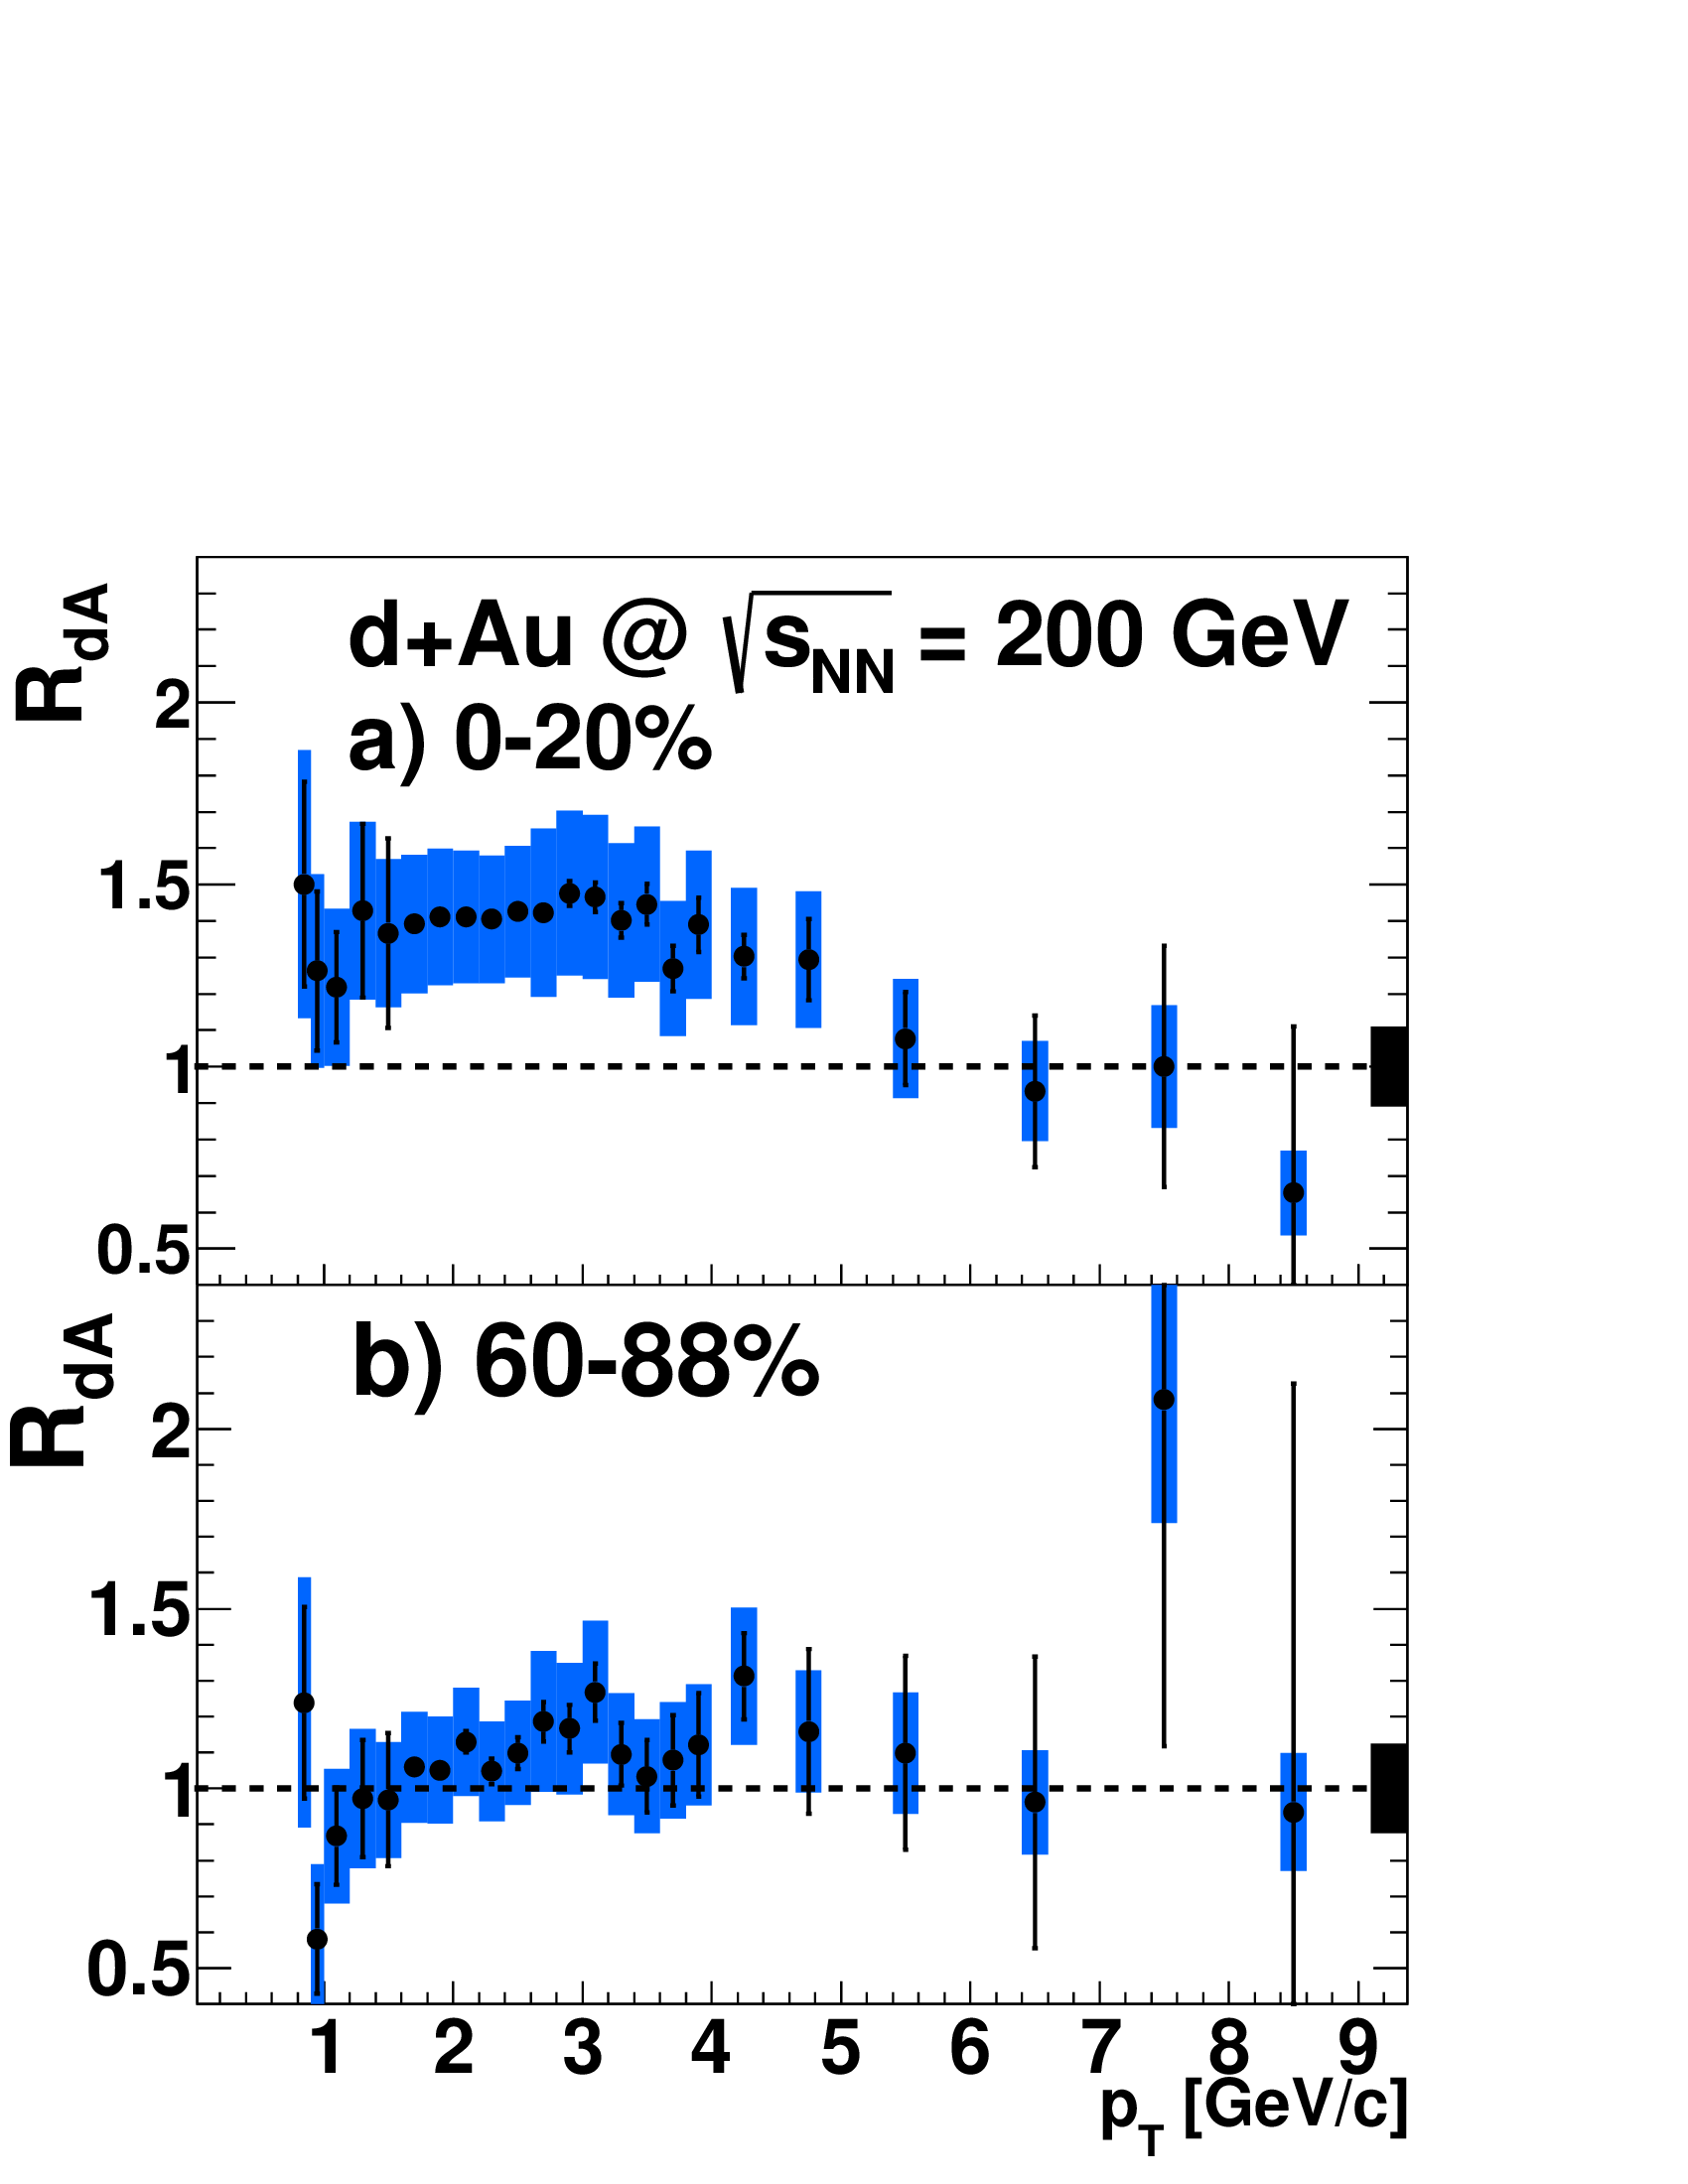 R_dA
d+Au @ √s_NN = 200 GeV
a) 0-20%
2
1.5
1
0.5
R_dA
b) 60-88%
2
1.5
1
0.5
1 2 3 4 5 6 7 8 9
p_T [GeV/c]